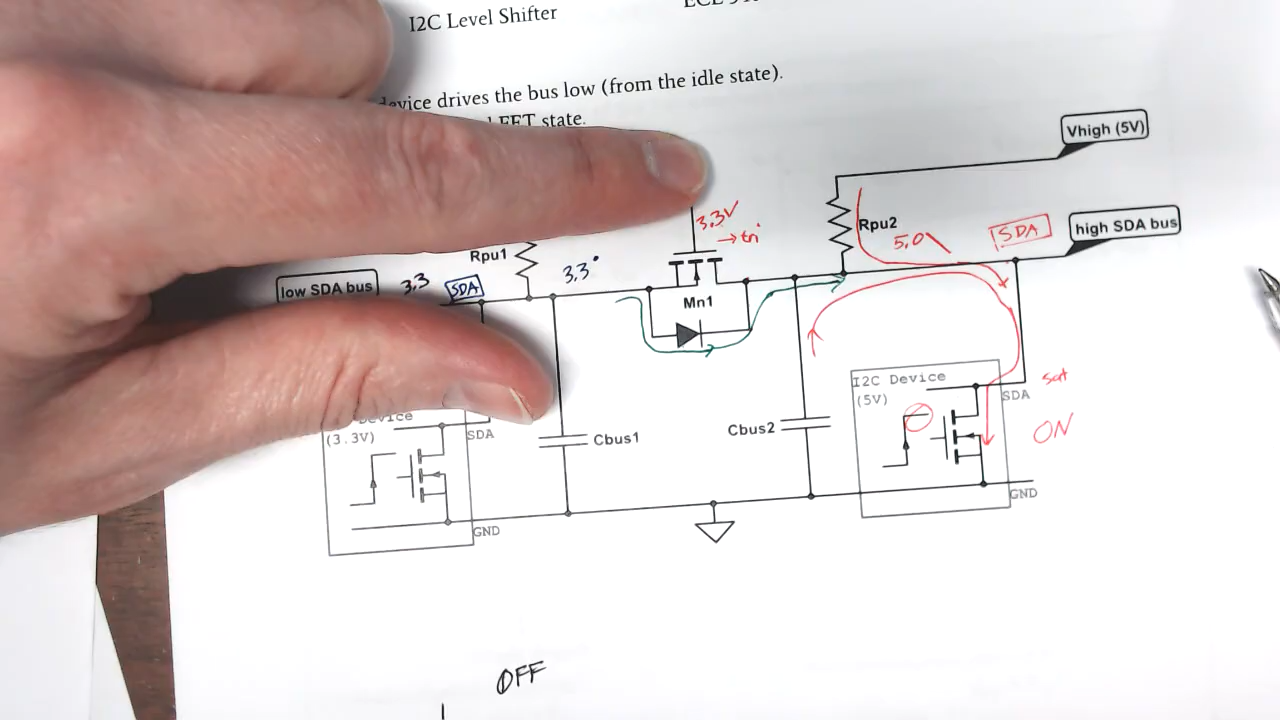 I2C Level Shifter
device drives the bus low (from the idle state).
FET state.
Vhigh (5V)
3.3V
→ tri
Rpu2
5.0
SDA
high SDA bus
Rpu1
3.3
low SDA bus
3.3
SDA
Mn1
I2C Device
(5V)
SDA
sat
ON
Device
(3.3V)
SDA
Cbus1
Cbus2
GND
GND
OFF